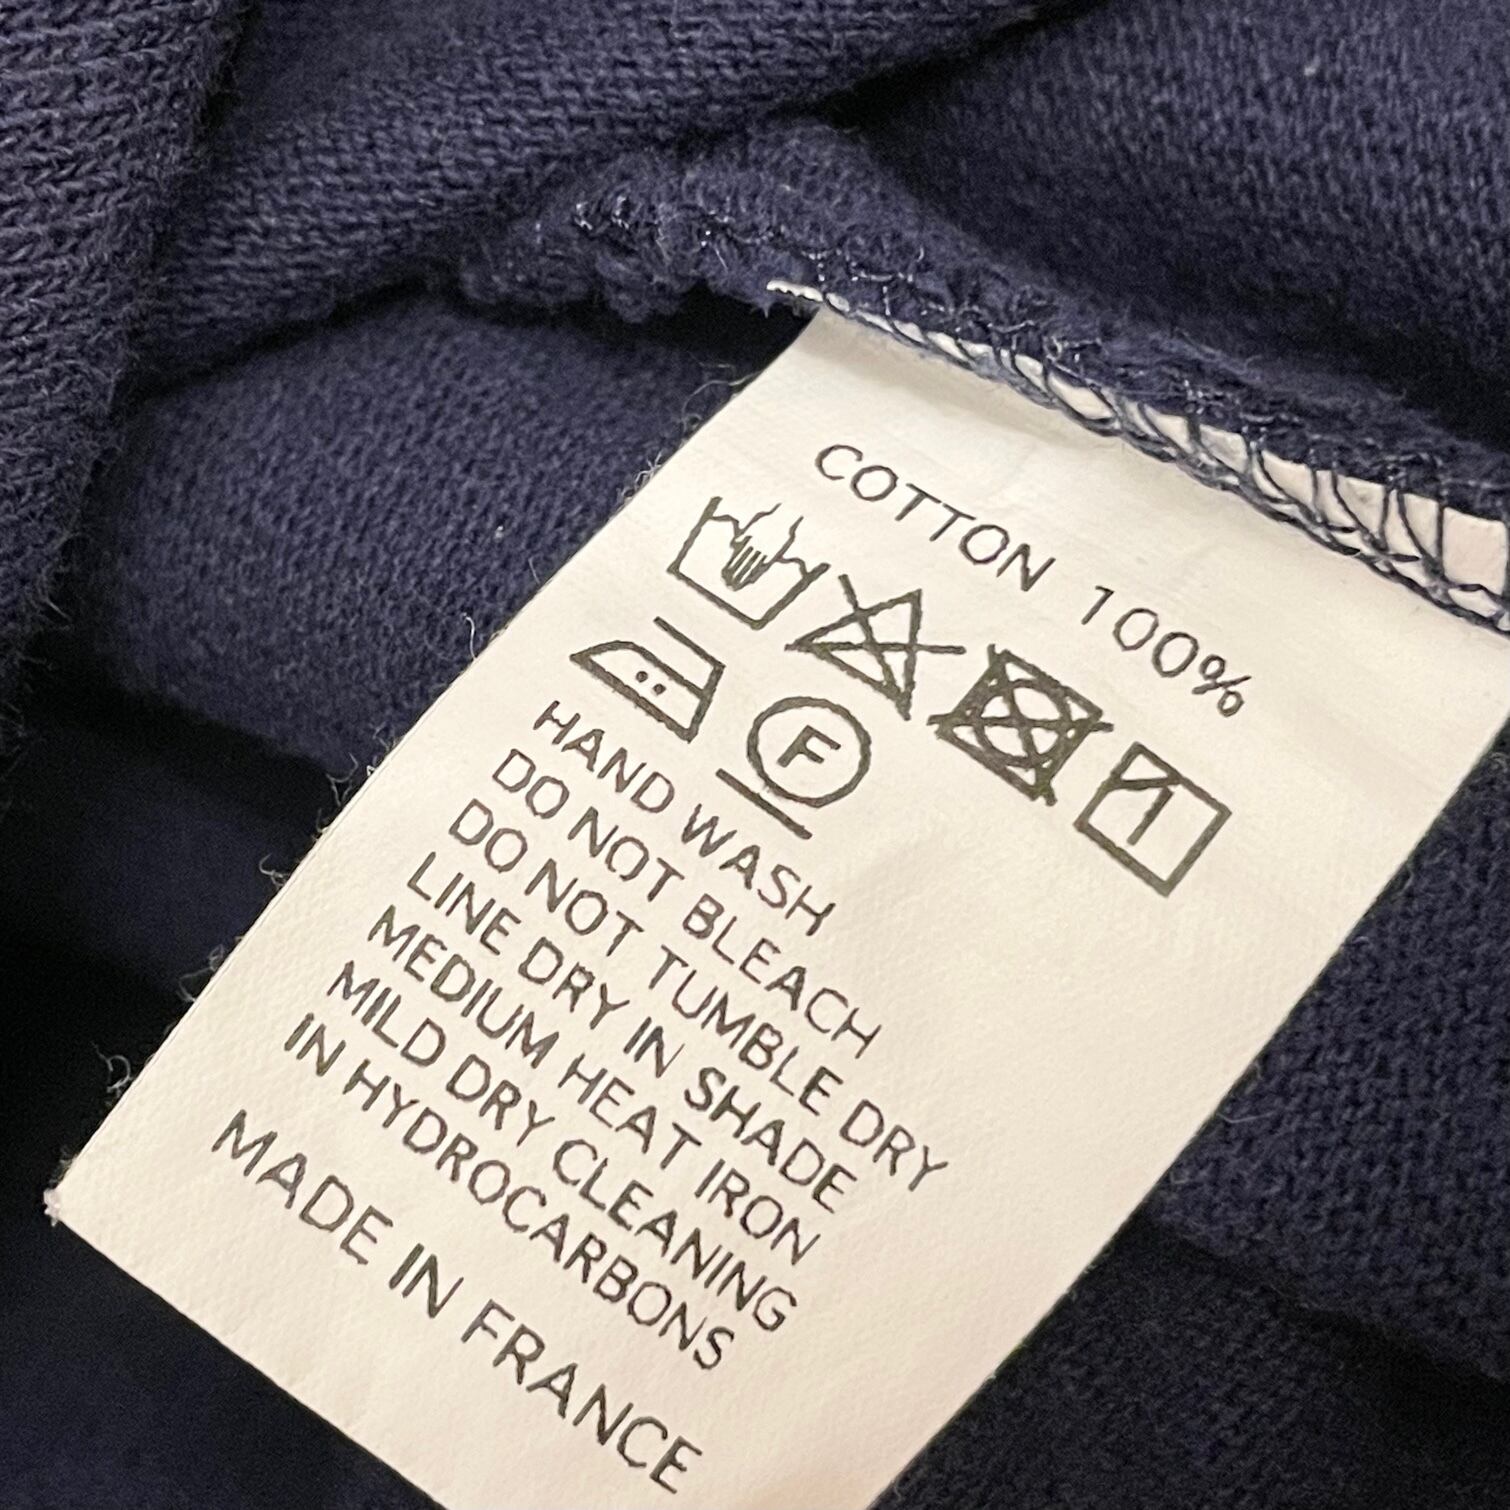 COTTON 100%
F
HAND WASH
DO NOT BLEACH
DO NOT TUMBLE DRY
LINE DRY IN SHADE
MEDIUM HEAT IRON
MILD DRY CLEANING
IN HYDROCARBONS
MADE IN FRANCE